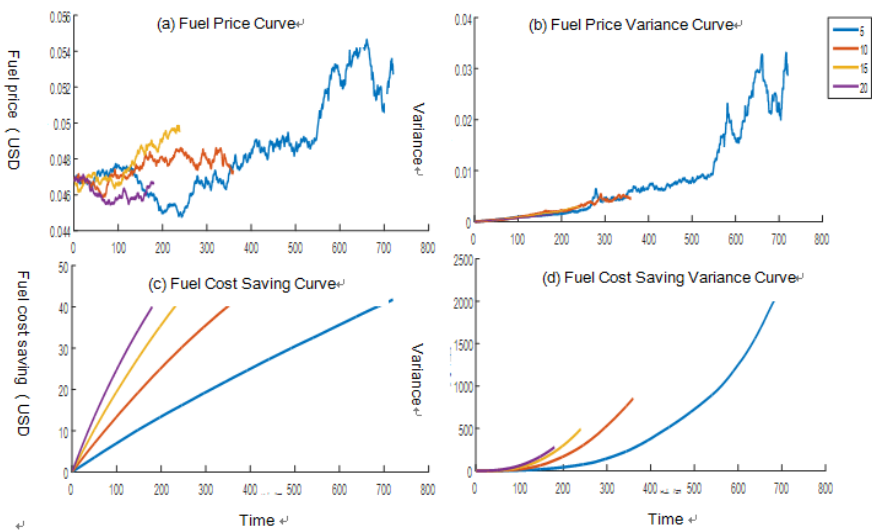 (a) Fuel Price Curve↵
(b) Fuel Price Variance Curve↵
Fuel price（USD
0.056
0.054
0.052
0.05
0.048
0.046
0.044
0 100 200 300 400 500 600 700 800
Variance↵
0.04
0.03
0.02
0.01
0
0 100 200 300 400 500 600 700 800
5
10
15
20
(c) Fuel Cost Saving Curve↵
(d) Fuel Cost Saving Variance Curve↵
Fuel cost saving（USD
50
40
30
20
10
0
0 100 200 300 400 500 600 700 800
Variance↵
2500
2000
1500
1000
500
0
0 100 200 300 400 500 600 700 800
Time ↵
Time ↵
↵